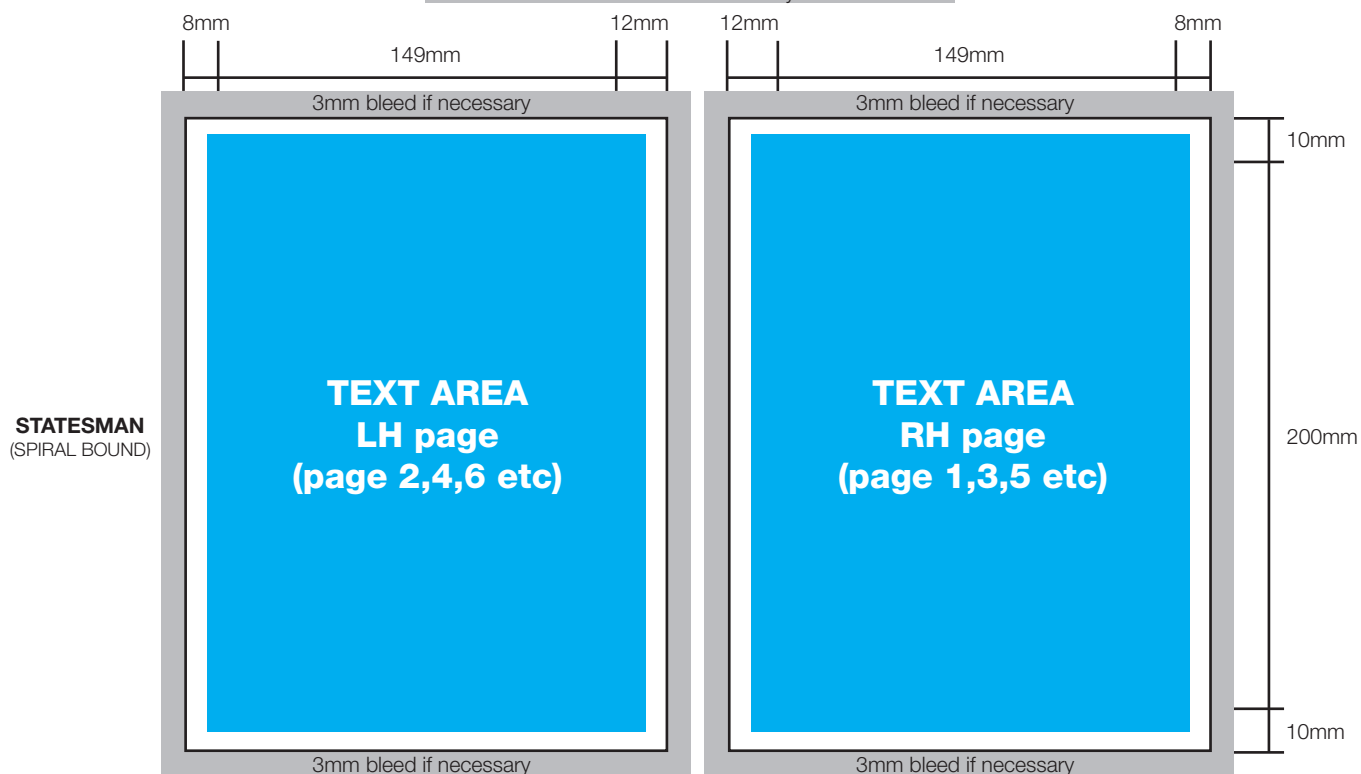 8mm
12mm
12mm
8mm
149mm
149mm
3mm bleed if necessary
3mm bleed if necessary
10mm
TEXT AREA
LH page
(page 2,4,6 etc)
TEXT AREA
RH page
(page 1,3,5 etc)
STATESMAN
(SPIRAL BOUND)
200mm
10mm
3mm bleed if necessary
3mm bleed if necessary